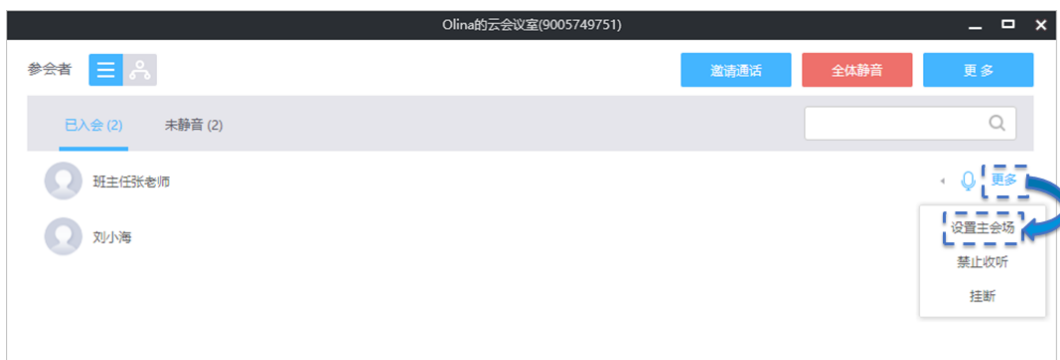 Olina的云会议室(9005749751)
参会者 邀请通话 全体静音 更多
已入会 (2) 未静音 (2)
班主任张老师 更多
刘小海
设置主会场
禁止收听
挂断